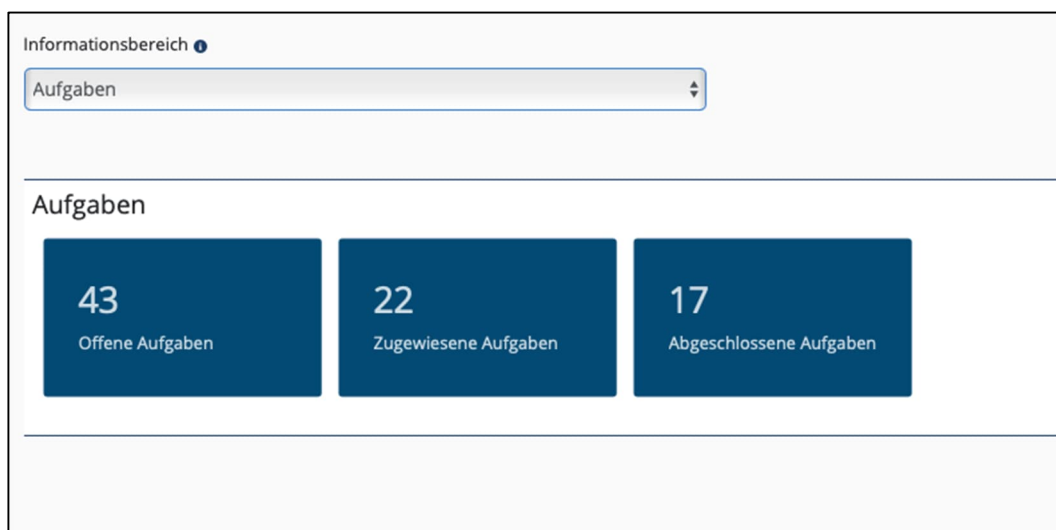 Informationsbereich
Aufgaben
Aufgaben
43
Offene Aufgaben
22
Zugewiesene Aufgaben
17
Abgeschlossene Aufgaben